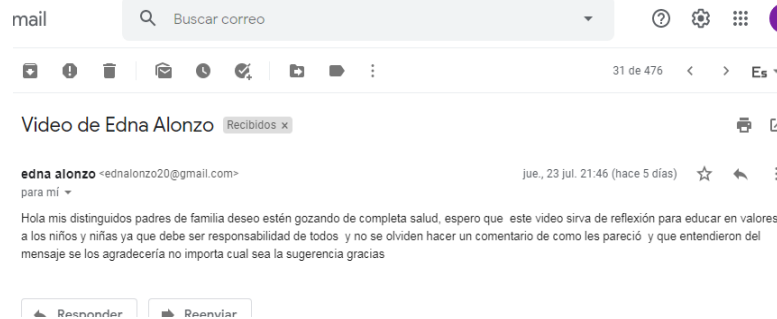 mail
Buscar correo
31 de 476
Es
Video de Edna Alonzo Recibidos x
edna alonzo <ednalonzo20@gmail.com>
jue., 23 jul. 21:46 (hace 5 días)
para mí
Hola mis distinguidos padres de familia deseo estén gozando de completa salud, espero que este video sirva de reflexión para educar en valores
a los niños y niñas ya que debe ser responsabilidad de todos y no se olviden hacer un comentario de como les pareció y que entendieron del
mensaje se los agradecería no importa cual sea la sugerencia gracias
Responder
Reenviar